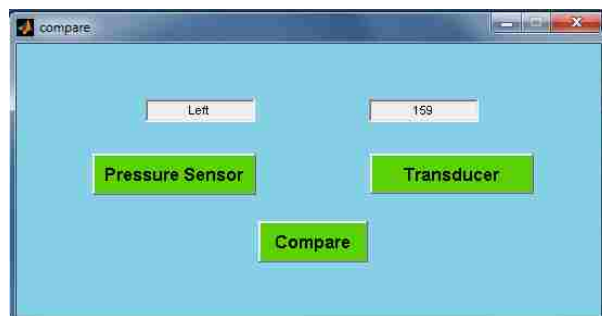 compare
Left
159
Pressure Sensor
Transducer
Compare